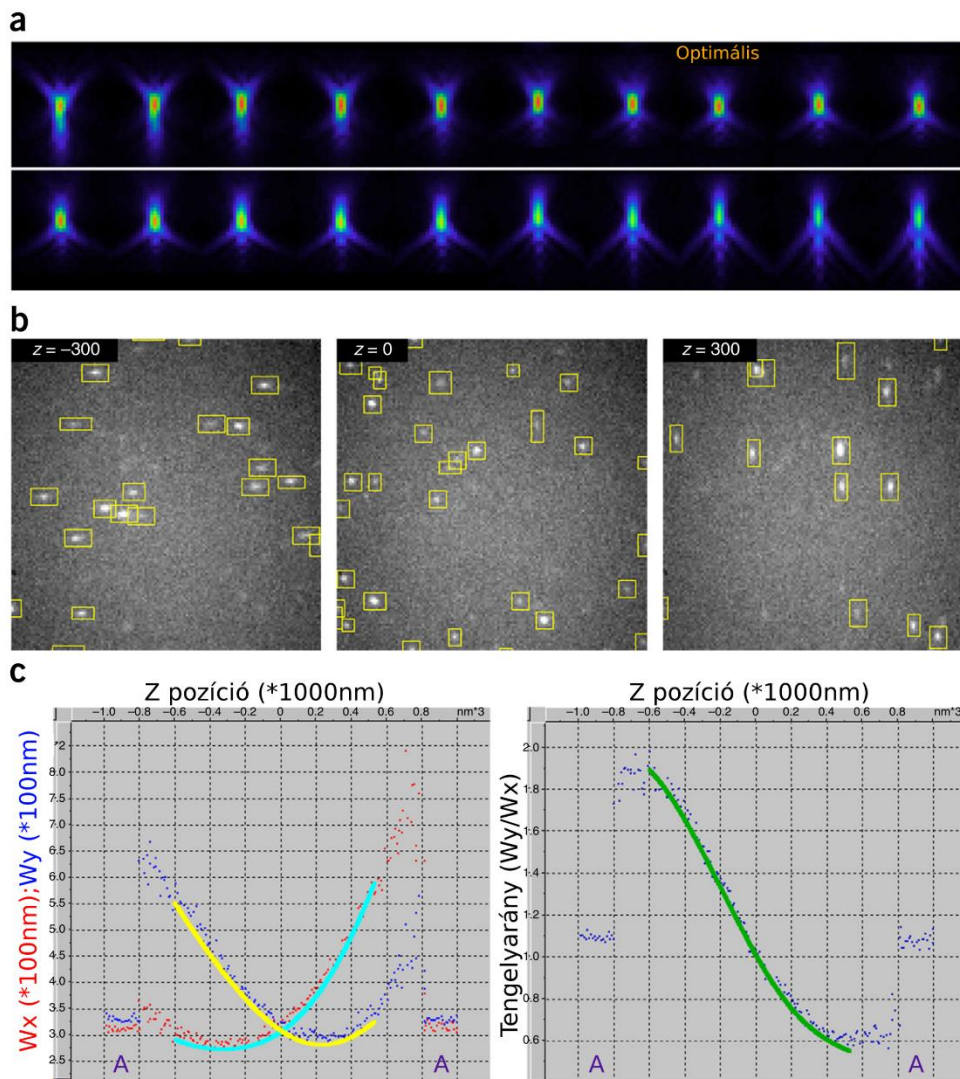 a
Optimális
b
z = −300
z = 0
z = 300
c
Z pozíció (*1000nm)
Z pozíció (*1000nm)
−1.0 −0.8 −0.6 −0.4 −0.2 0 0.2 0.4 0.6 0.8 nm*3
−1.0 −0.8 −0.6 −0.4 −0.2 0 0.2 0.4 0.6 0.8 nm*3
Wx (*100nm);Wy (*100nm)
*2
8.0
7.5
7.0
6.5
6.0
5.5
5.0
4.5
4.0
3.5
3.0
2.5
A
A
Tengelyarány (Wy/Wx)
2.0
1.8
1.6
1.4
1.2
1.0
0.8
0.6
A
A